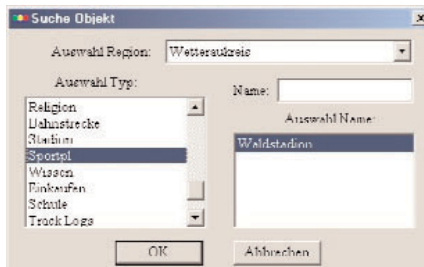 Suche Objekt
Auswahl Region: Wetteraukreis
Auswahl Typ:
Name:
Religion
Bahnstrecke
Stadion
Sportpl
Wissen
Einkaufen
Schule
Track Logs
Auswahl Name:
Waldstadion
OK
Abbrechen